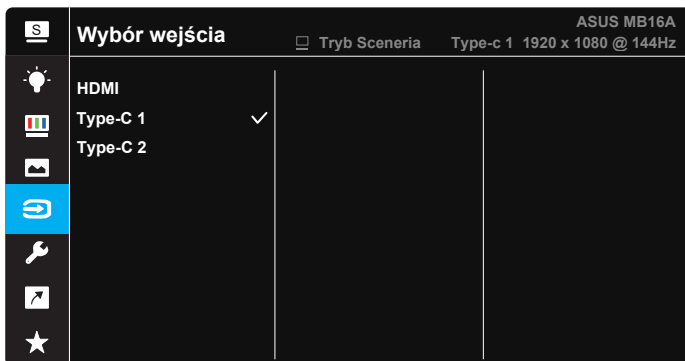 S
Wybór wejścia
ASUS MB16A
Tryb Sceneria
Type-c 1 1920 x 1080 @ 144Hz
HDMI
Type-C 1
Type-C 2